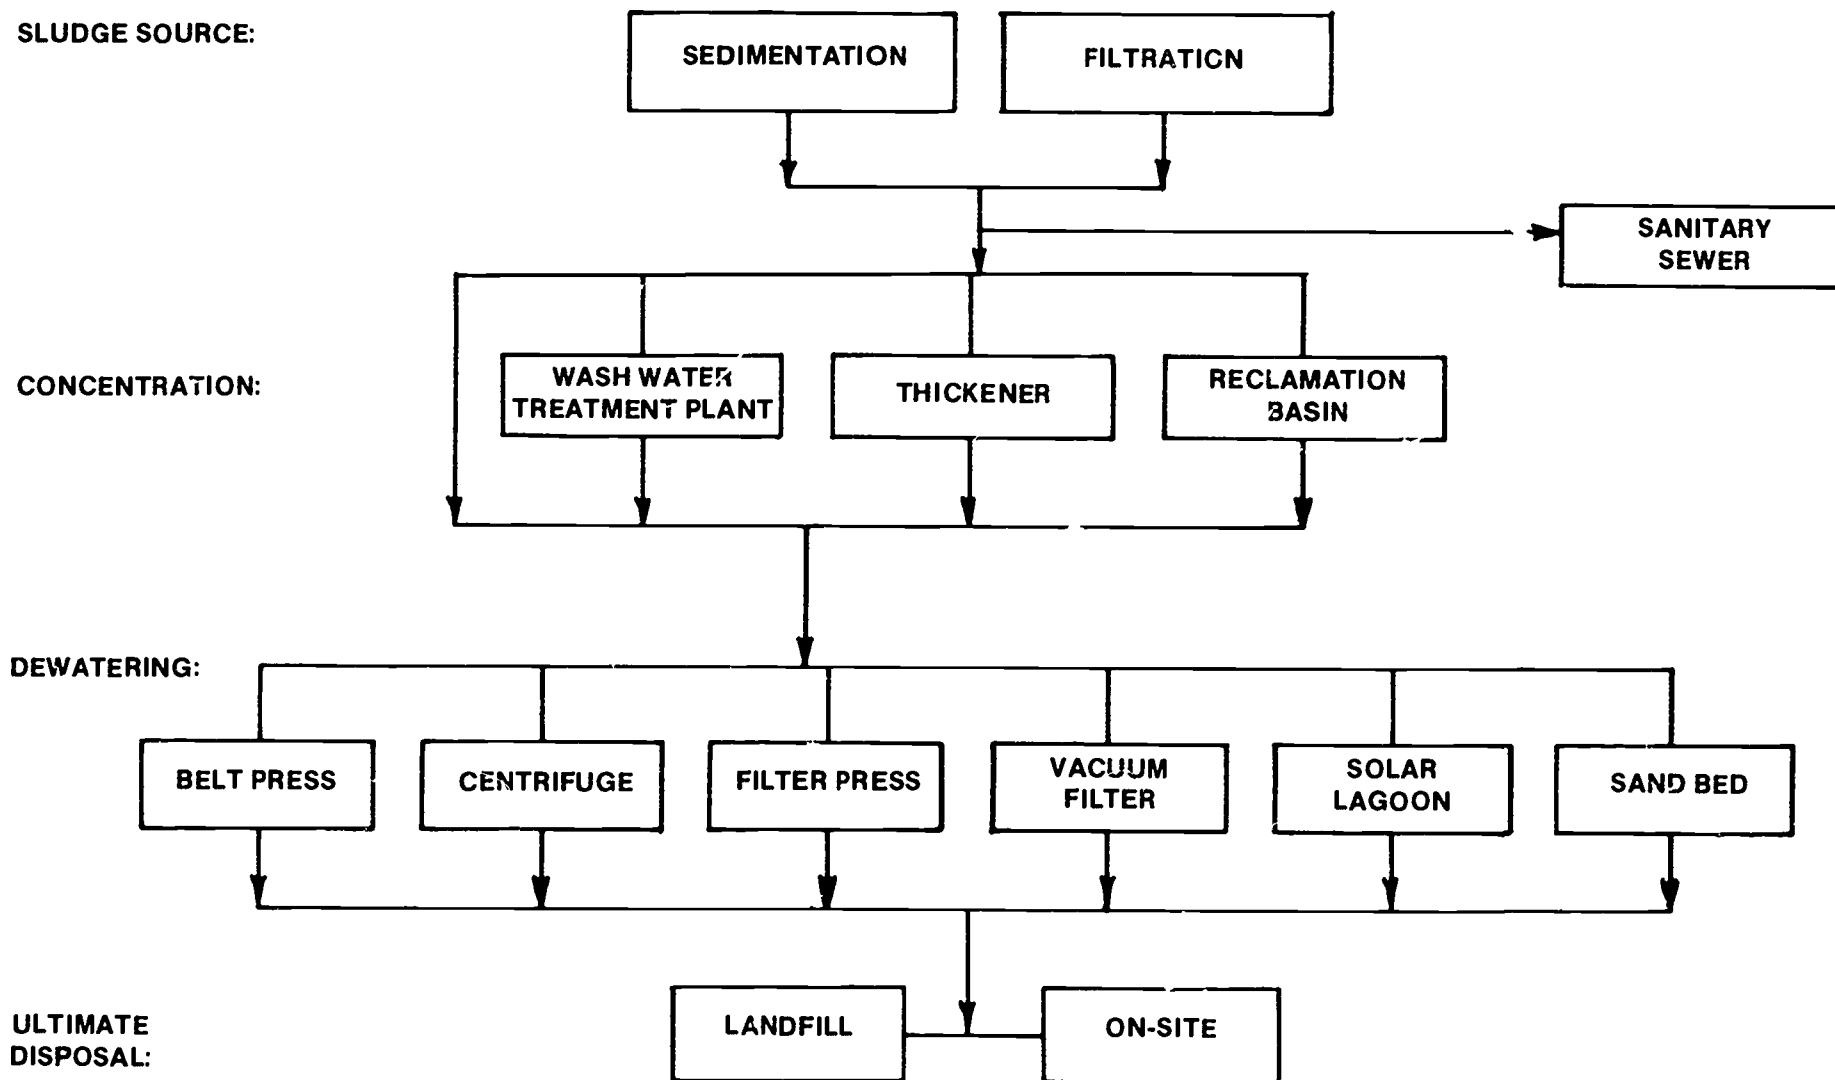 SLUDGE SOURCE:
SEDIMENTATION
FILTRATION
SANITARY
SEWER
CONCENTRATION:
WASH WATER
TREATMENT PLANT
THICKENER
RECLAMATION
BASIN
DEWATERING:
BELT PRESS
CENTRIFUGE
FILTER PRESS
VACUUM
FILTER
SOLAR
LAGOON
SAND BED
ULTIMATE
DISPOSAL:
LANDFILL
ON-SITE